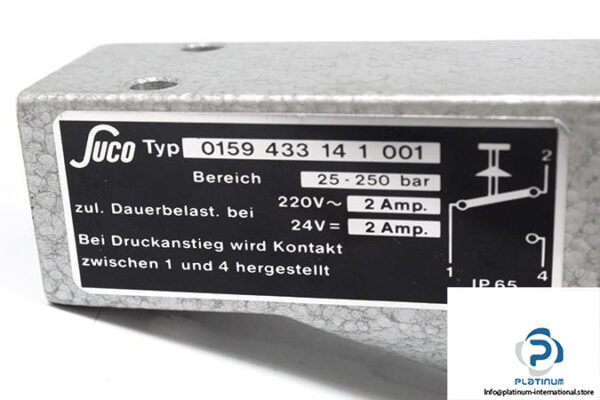 Suco Typ 0159 433 14 1 001
Bereich 25-250 bar
zul. Dauerbelast. bei 220V~ 2 Amp.
24V= 2 Amp.
Bei Druckanstieg wird Kontakt
zwischen 1 und 4 hergestellt
2
1
4
IP 65
PLATINUM
Info@platinum-international.store